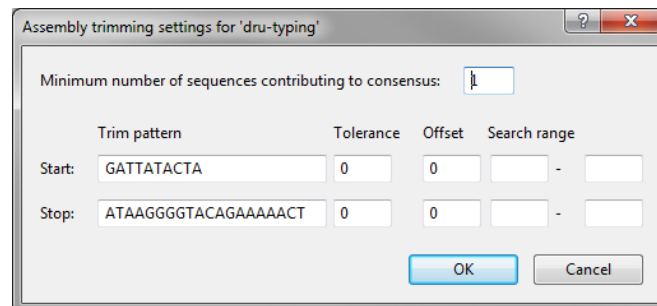 Assembly trimming settings for 'dru-typing'
Minimum number of sequences contributing to consensus: 1
Trim pattern Tolerance Offset Search range
Start: GATTATACTA 0 0 -
Stop: ATAAGGGGTACAGAAAAACT 0 0 -
OK Cancel